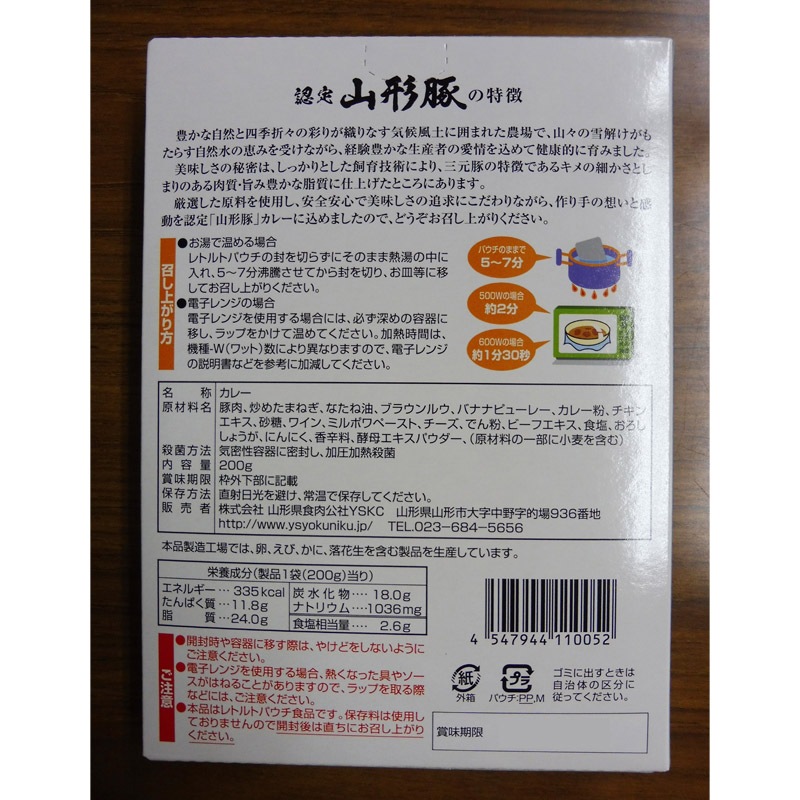 認定 山形豚の特徴
豊かな自然と四季折々の彩りが織りなす気候風土に囲まれた農場で、山々の雪解けがも
たらす自然水の恵みを受けながら、経験豊かな生産者の愛情を込めて健康的に育みました。
美味しさの秘密は、しっかりとした飼育技術により、三元豚の特徴であるキメの細かさとし
まりのある肉質・旨み豊かな脂質に仕上げたところにあります。
厳選した原料を使用し、安全安心で美味しさの追求にこだわりながら、作り手の想いと感
動を認定「山形豚」カレーに込めましたので、どうぞお召し上がりください。
召し上がり方
●お湯で温める場合
レトルトパウチの封を切らずにそのまま熱湯の中に
入れ、5~7分沸騰させてから封を切り、お皿等に移
してお召し上がりください。
●電子レンジの場合
電子レンジを使用する場合には、必ず深めの容器に
移し、ラップをかけて温めてください。加熱時間は、
機種-W(ワット)数により異なりますので、電子レンジ
の説明書などを参考に加減してください。
パウチのままで
5~7分
500Wの場合
約2分
600Wの場合
約1分30秒
名称 カレー
原材料名 豚肉、炒めたまねぎ、なたね油、ブラウンルウ、バナナピューレー、カレー粉、チキン
エキス、砂糖、ワイン、ミルポワペースト、チーズ、でん粉、ビーフエキス、食塩、おろし
しょうが、にんにく、香辛料、酵母エキスパウダー、(原材料の一部に小麦を含む)
殺菌方法 気密性容器に密封し、加圧加熱殺菌
内容量 200g
賞味期限 枠外下部に記載
保存方法 直射日光を避け、常温で保存してください。
販売者 株式会社 山形県食肉公社YSKC 山形県山形市大字中野字的場936番地
http://www.ysyokuniku.jp/ TEL.023-684-5656
本品製造工場では、卵、えび、かに、落花生を含む製品を生産しています。
栄養成分(製品1袋(200g)当り)
エネルギー…335kcal
たんぱく質…11.8g
脂質…24.0g
炭水化物…18.0g
ナトリウム…1036mg
食塩相当量…2.6g
4 547944 110052
ご注意
●開封時や容器に移す際は、やけどをしないように
ご注意ください。
●電子レンジを使用する場合、熱くなった具やソー
スがはねることがありますので、ラップを取る際
などには、ご注意ください。
●本品はレトルトパウチ食品です。保存料は使用し
ておりませんので開封後は直ちにお召し上がり
ください。
紙
外箱
プラ
パウチ:PP,M
ゴミに出すときは
自治体の区分に
従ってください。
賞味期限